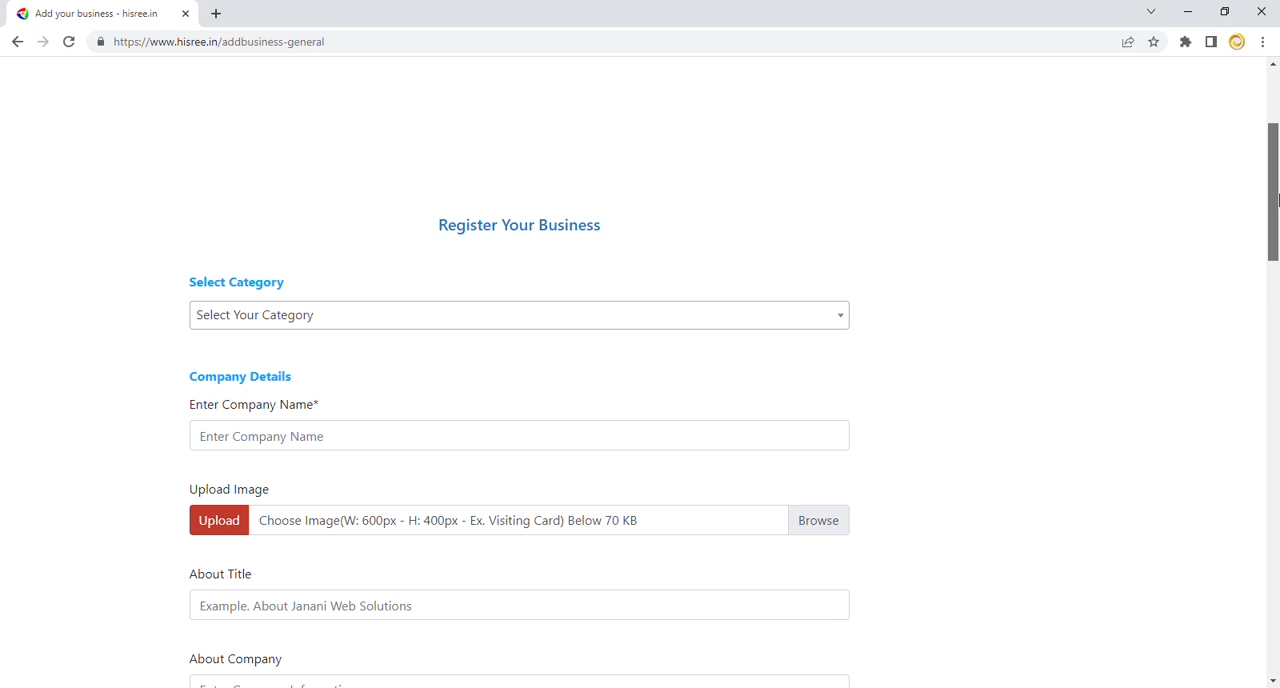 Add your business - hisree.in
https://www.hisree.in/addbusiness-general
Register Your Business
Select Category
Select Your Category
Company Details
Enter Company Name*
Enter Company Name
Upload Image
Upload Choose Image(W: 600px - H: 400px - Ex. Visiting Card) Below 70 KB Browse
About Title
Example. About Janani Web Solutions
About Company